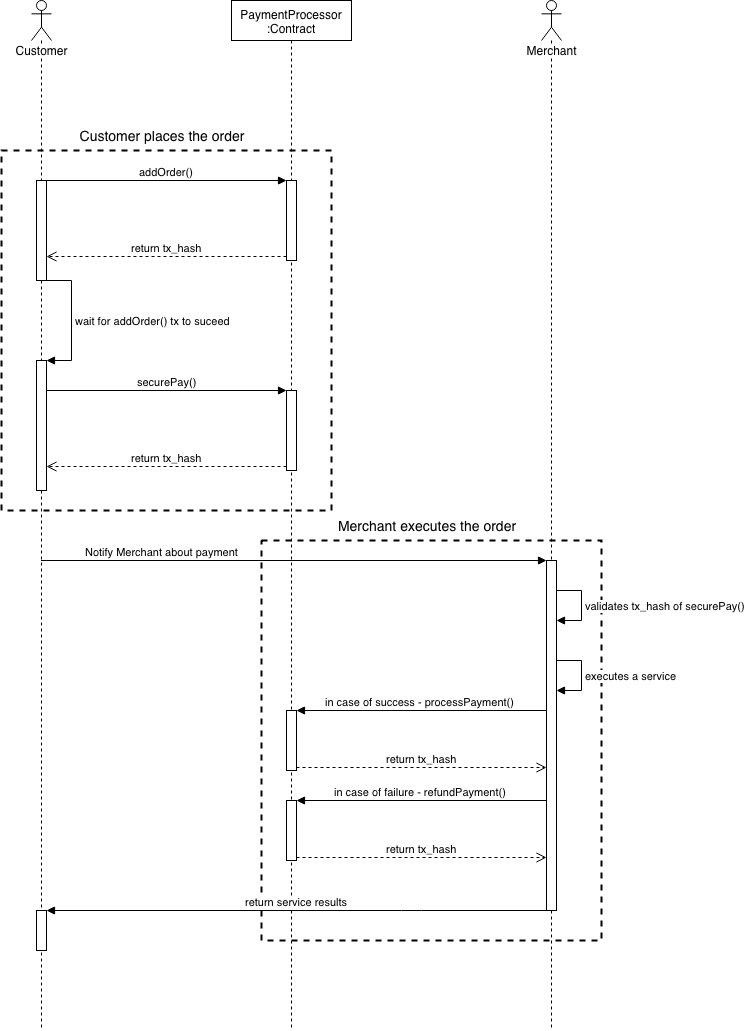 PaymentProcessor
:Contract
Customer
Merchant
Customer places the order
addOrder()
return tx_hash
wait for addOrder() tx to suceed
securePay()
return tx_hash
Merchant executes the order
Notify Merchant about payment
validates tx_hash of securePay()
executes a service
in case of success - processPayment()
return tx_hash
in case of failure - refundPayment()
return tx_hash
return service results